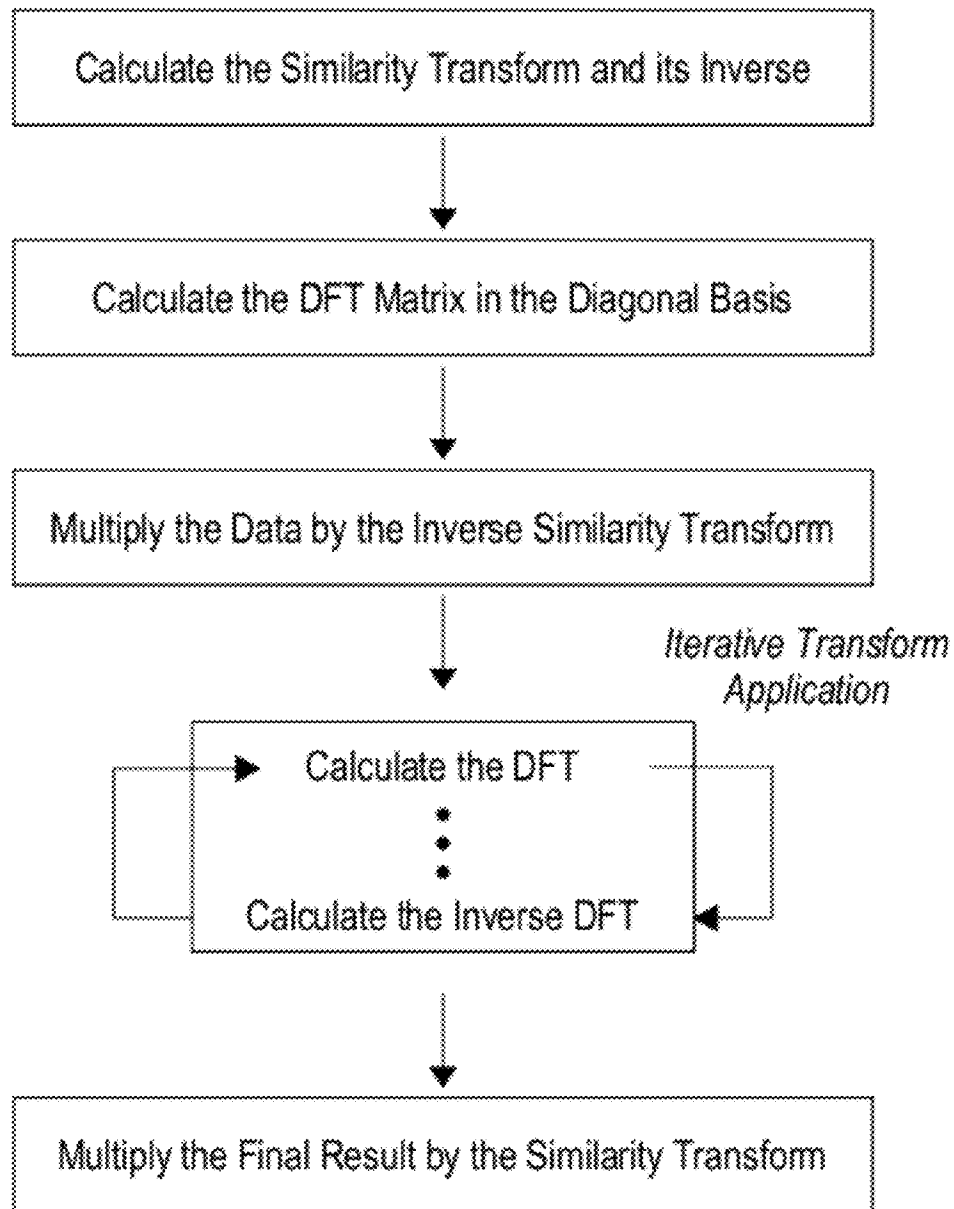 Calculate the Similarity Transform and its Inverse
Calculate the DFT Matrix in the Diagonal Basis
Multiply the Data by the Inverse Similarity Transform
Iterative Transform
Application
Calculate the DFT
Calculate the Inverse DFT
Multiply the Final Result by the Similarity Transform